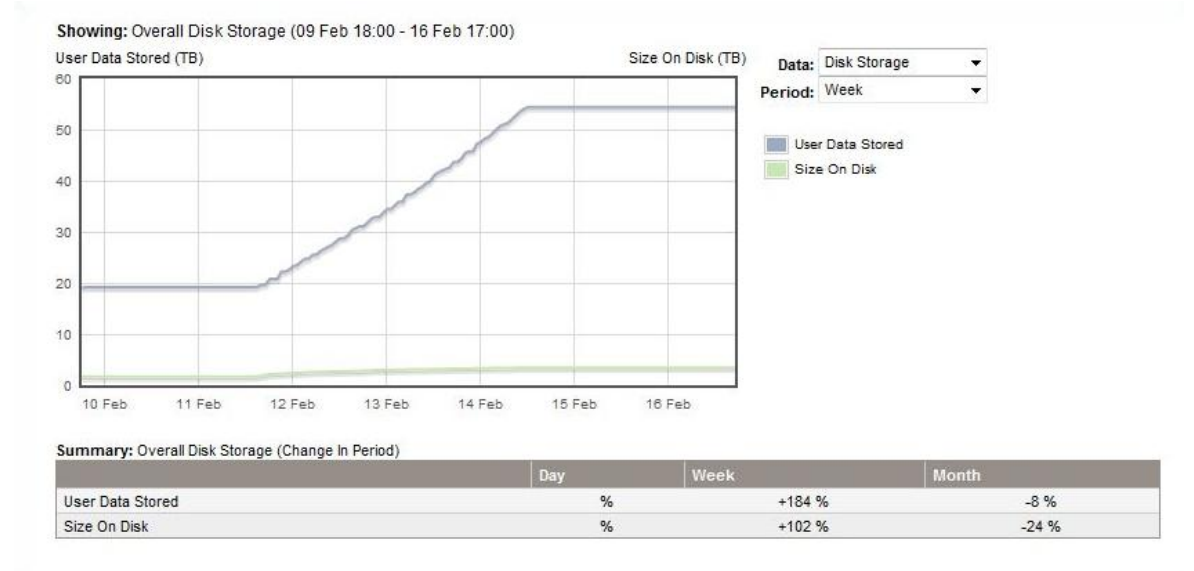 Showing: Overall Disk Storage (09 Feb 18:00 - 16 Feb 17:00)
User Data Stored (TB) Size On Disk (TB)
Data: Disk Storage
Period: Week
User Data Stored
Size On Disk
60
50
40
30
20
10
0
10 Feb 11 Feb 12 Feb 13 Feb 14 Feb 15 Feb 16 Feb
Summary: Overall Disk Storage (Change In Period)
Day Week Month
User Data Stored % +184 % -8 %
Size On Disk % +102 % -24 %